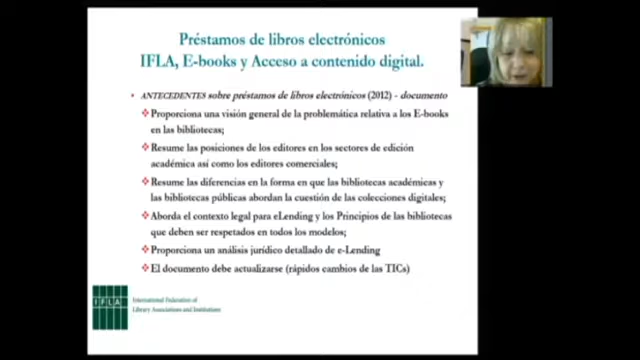 Préstamos de libros electrónicos
IFLA, E-books y Acceso a contenido digital.
• ANTECEDENTES sobre préstamos de libros electrónicos (2012) - documento
❖Proporciona una visión general de la problemática relativa a los E-books
en las bibliotecas;
❖Resume las posiciones de los editores en los sectores de edición
académica así como los editores comerciales;
❖Resume las diferencias en la forma en que las bibliotecas académicas y
las bibliotecas públicas abordan la cuestión de las colecciones digitales;
❖Aborda el contexto legal para eLending y los Principios de las bibliotecas
que deben ser respetados en todos los modelos;
❖Proporciona un análisis jurídico detallado de e-Lending
❖El documento debe actualizarse (rápidos cambios de las TICs)
IFLA
International Federation of
Library Associations and Institutions